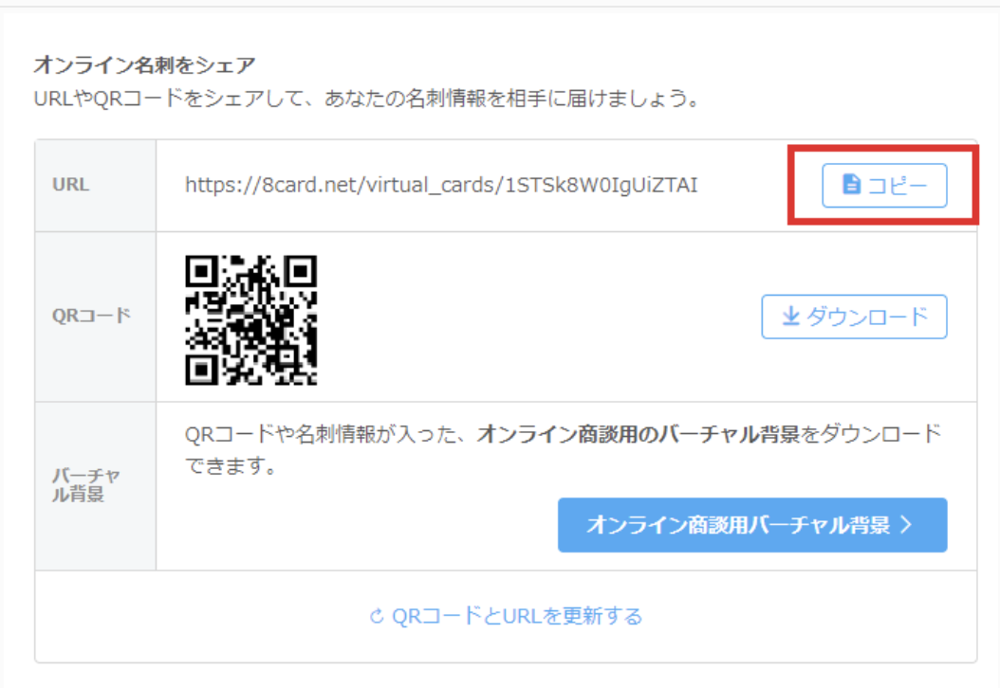 オンライン名刺をシェア
URLやQRコードをシェアして、あなたの名刺情報を相手に届けましょう。
URL
https://8card.net/virtual_cards/1STSk8W0IgUiZTAI
コピー
QRコード
ダウンロード
バーチャ
ル背景
QRコードや名刺情報が入った、オンライン商談用のバーチャル背景をダウンロード
できます。
オンライン商談用バーチャル背景
QRコードとURLを更新する